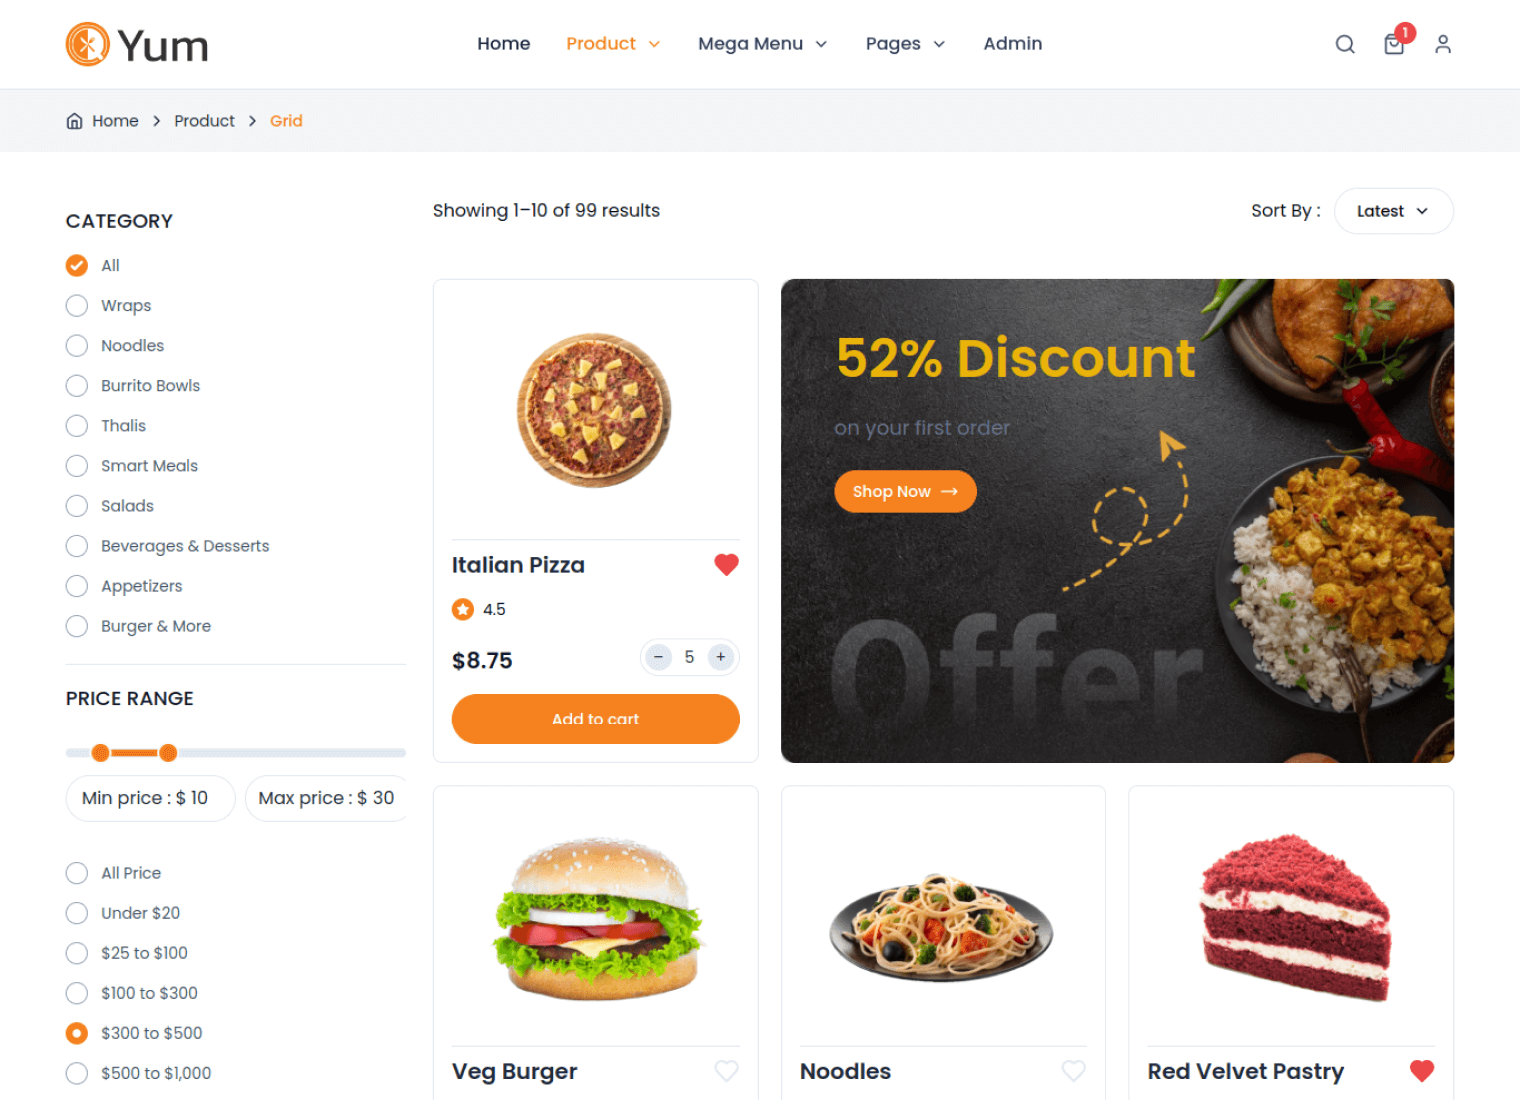 Yum
Home Product Mega Menu Pages Admin
1
Home > Product > Grid
CATEGORY
All
Wraps
Noodles
Burrito Bowls
Thalis
Smart Meals
Salads
Beverages & Desserts
Appetizers
Burger & More
PRICE RANGE
Min price : $ 10 Max price : $ 30
All Price
Under $20
$25 to $100
$100 to $300
$300 to $500
$500 to $1,000
Showing 1–10 of 99 results
Sort By : Latest
Italian Pizza
4.5
$8.75 − 5 +
Add to cart
52% Discount
on your first order
Shop Now →
Offer
Veg Burger
Noodles
Red Velvet Pastry